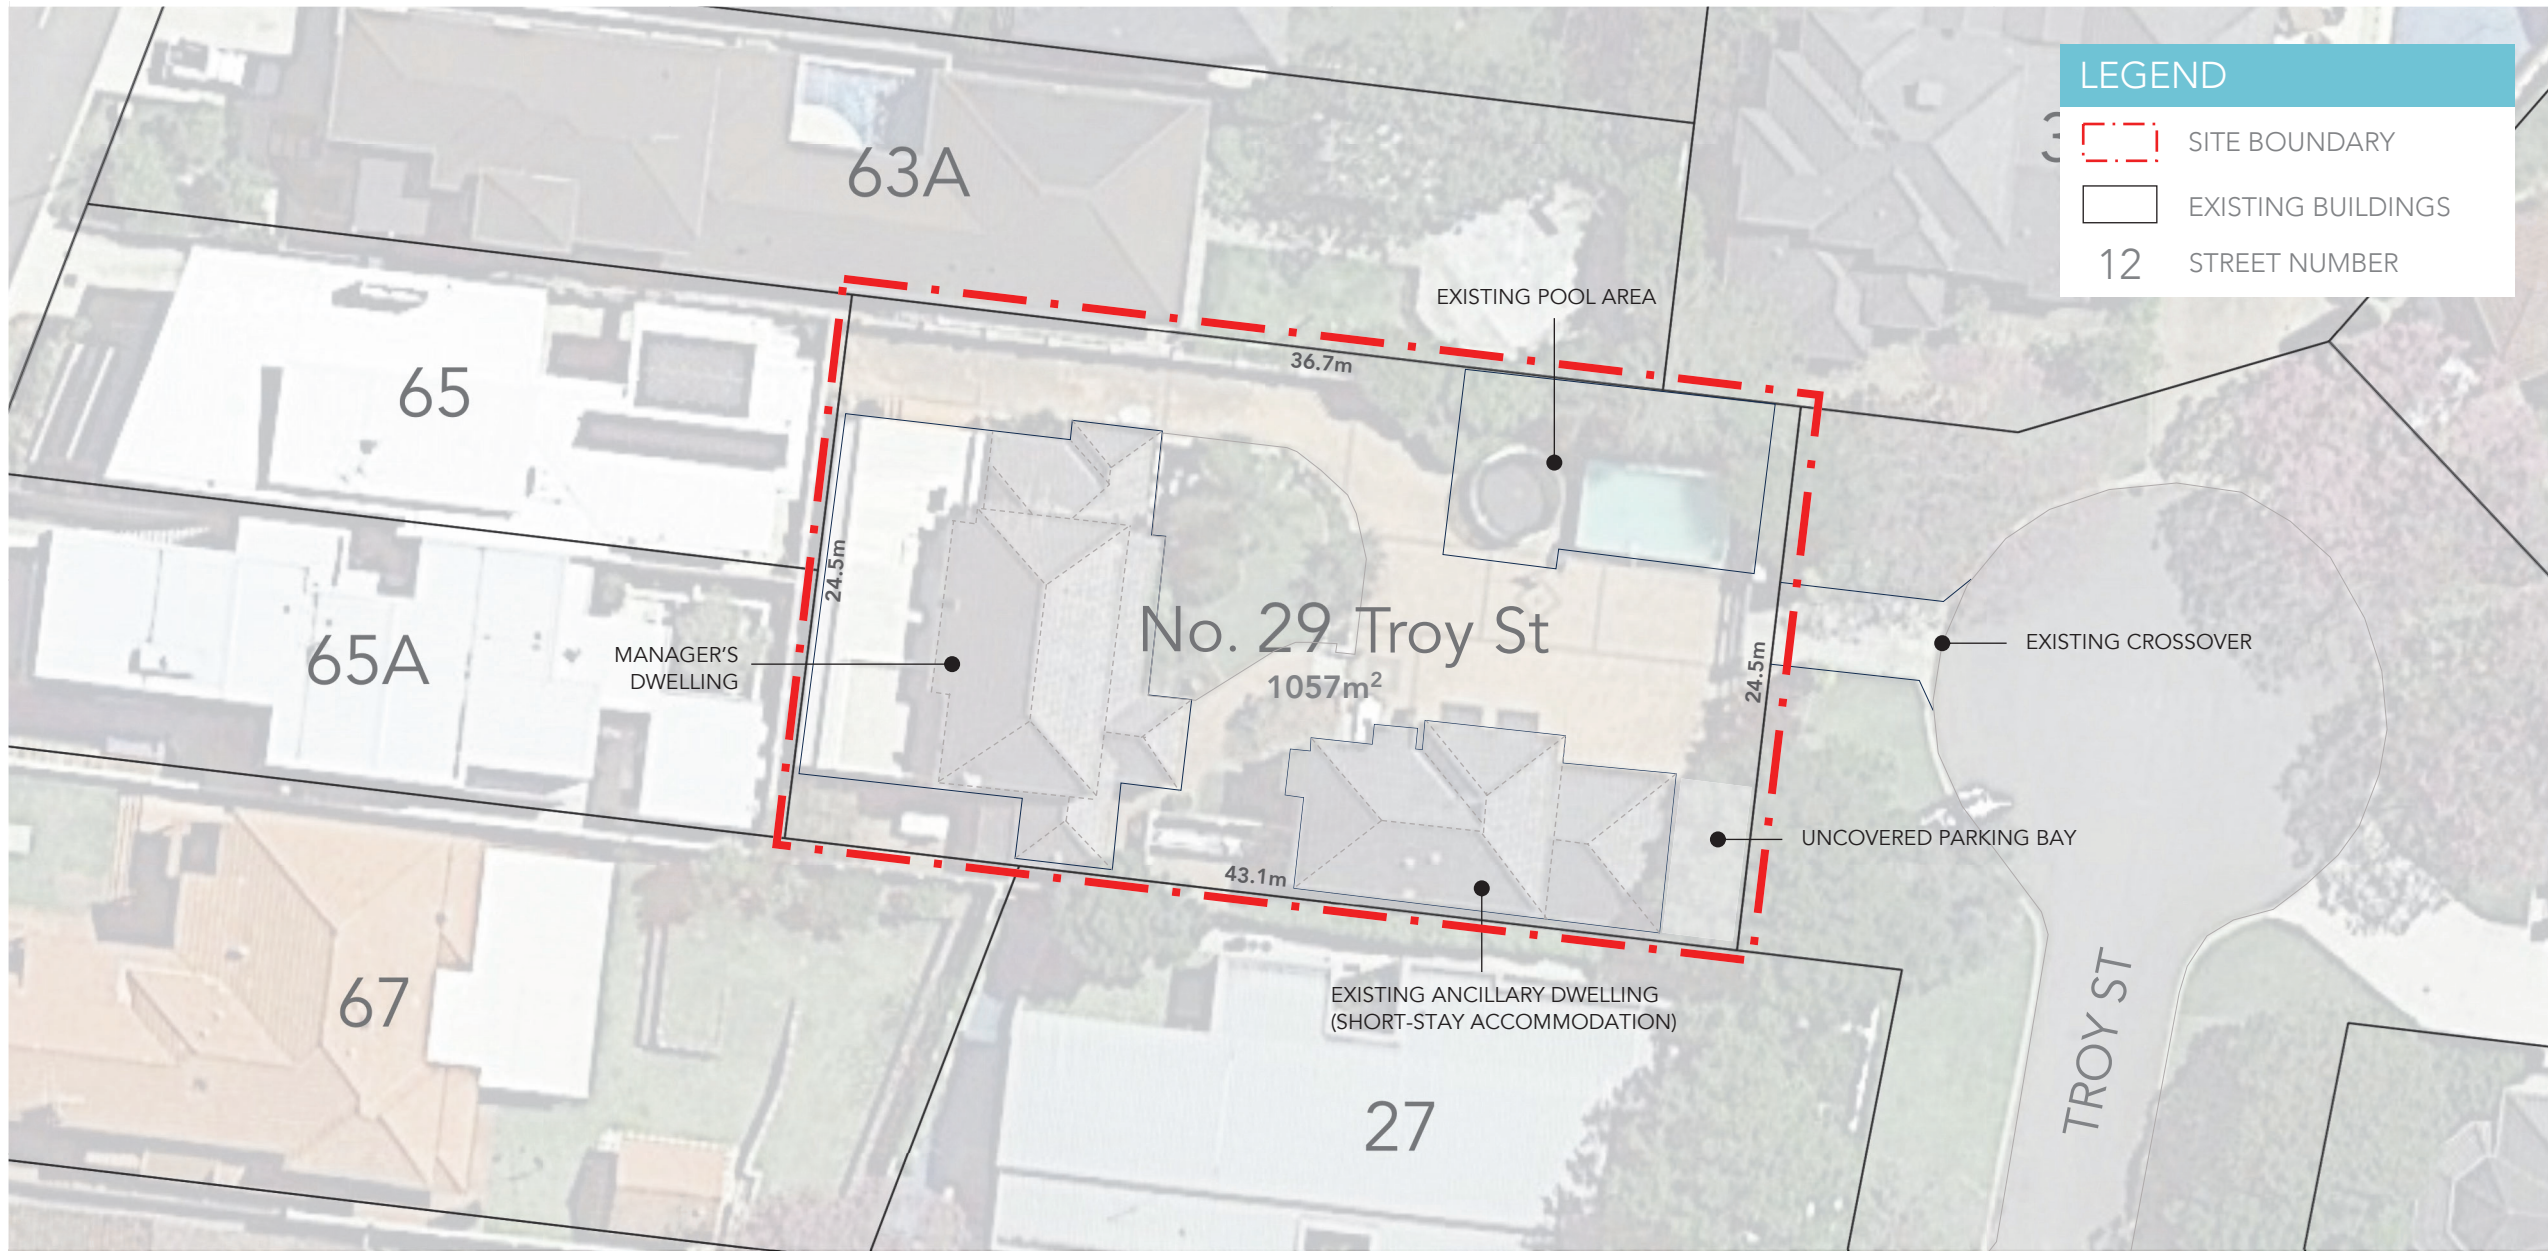 LEGEND
SITE BOUNDARY
EXISTING BUILDINGS
12 STREET NUMBER
3
63A
EXISTING POOL AREA
36.7m
65
24.5m
No. 29 Troy St
1057m²
65A
MANAGER'S
DWELLING
24.5m
EXISTING CROSSOVER
UNCOVERED PARKING BAY
43.1m
EXISTING ANCILLARY DWELLING
(SHORT-STAY ACCOMMODATION)
67
27
TROY ST